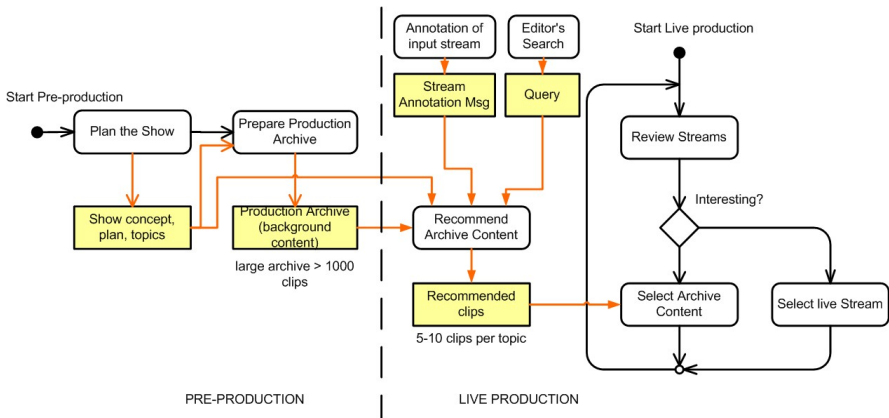 Start Pre-production
Plan the Show
Prepare Production
Archive
Show concept,
plan, topics
Production Archive
(background
content)
large archive > 1000
clips
PRE-PRODUCTION
Annotation of
input stream
Editor's
Search
Stream
Annotation Msg
Query
Recommend
Archive Content
Recommended
clips
5-10 clips per topic
LIVE PRODUCTION
Start Live production
Review Streams
Interesting?
Select Archive
Content
Select live Stream